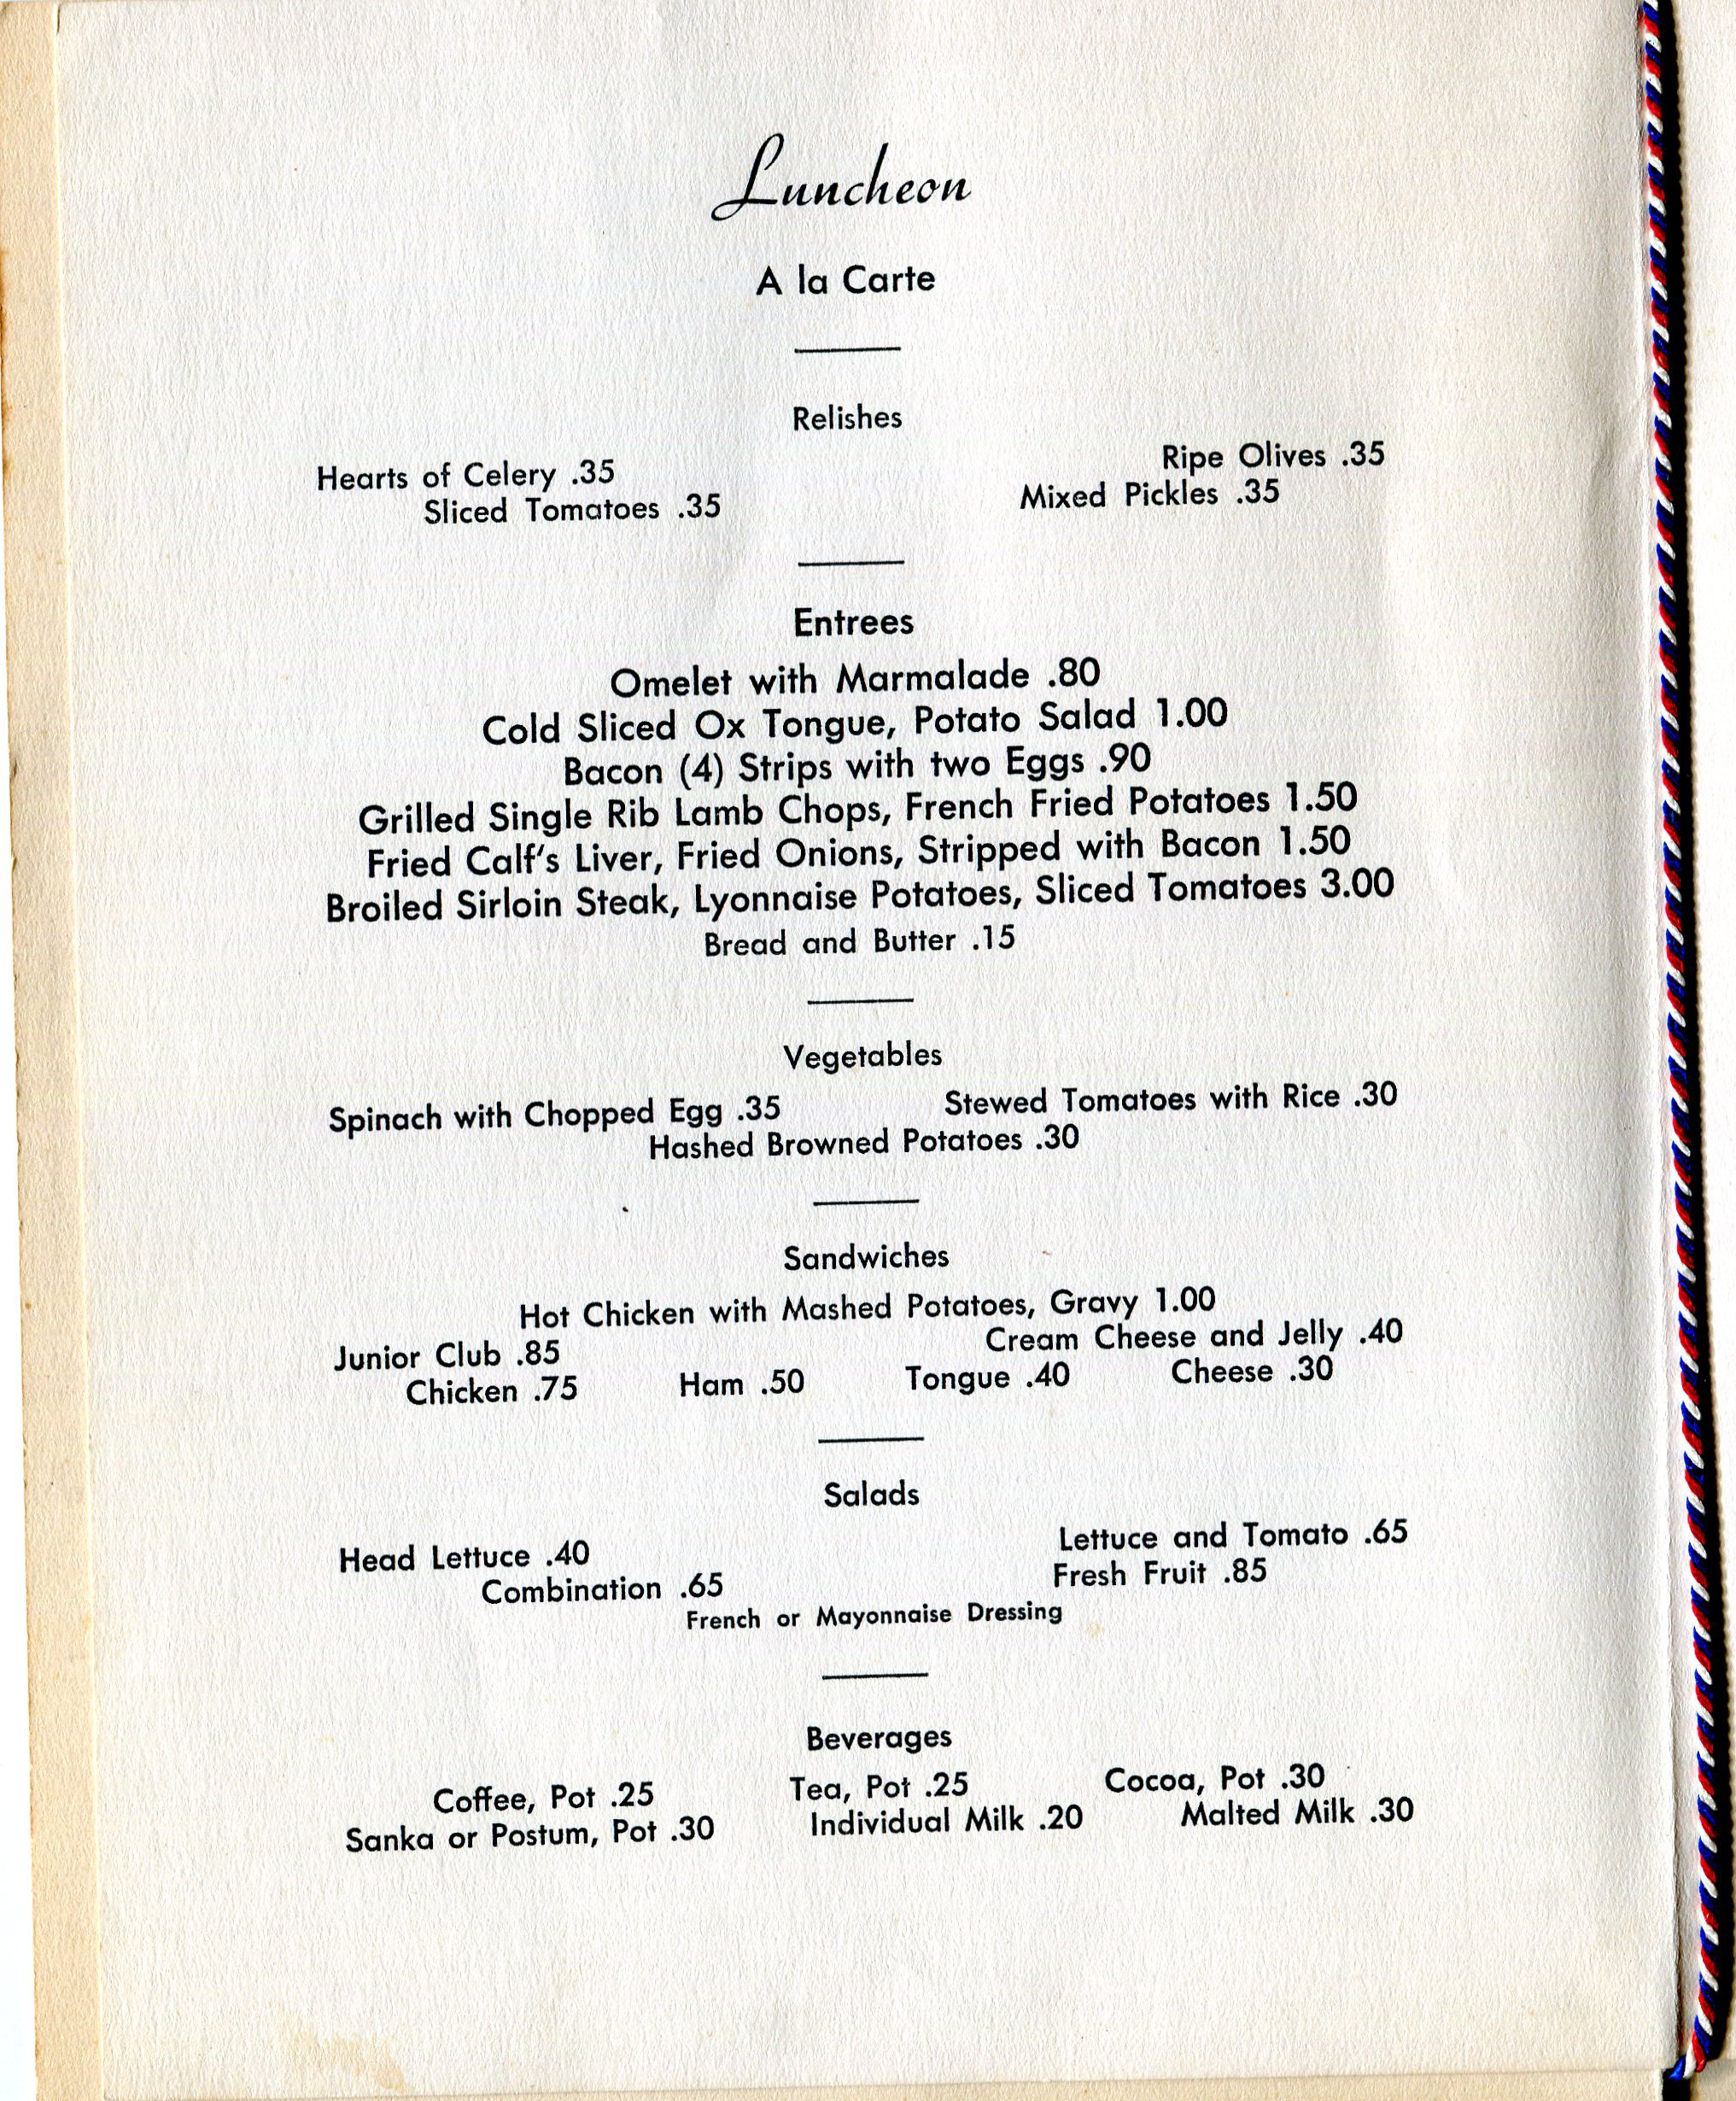 Luncheon
A la Carte
Relishes
Hearts of Celery .35 Ripe Olives .35
Sliced Tomatoes .35 Mixed Pickles .35
Entrees
Omelet with Marmalade .80
Cold Sliced Ox Tongue, Potato Salad 1.00
Bacon (4) Strips with two Eggs .90
Grilled Single Rib Lamb Chops, French Fried Potatoes 1.50
Fried Calf's Liver, Fried Onions, Stripped with Bacon 1.50
Broiled Sirloin Steak, Lyonnaise Potatoes, Sliced Tomatoes 3.00
Bread and Butter .15
Vegetables
Spinach with Chopped Egg .35 Stewed Tomatoes with Rice .30
Hashed Browned Potatoes .30
Sandwiches
Hot Chicken with Mashed Potatoes, Gravy 1.00
Junior Club .85 Cream Cheese and Jelly .40
Chicken .75 Ham .50 Tongue .40 Cheese .30
Salads
Head Lettuce .40 Lettuce and Tomato .65
Combination .65 Fresh Fruit .85
French or Mayonnaise Dressing
Beverages
Coffee, Pot .25 Tea, Pot .25 Cocoa, Pot .30
Sanka or Postum, Pot .30 Individual Milk .20 Malted Milk .30